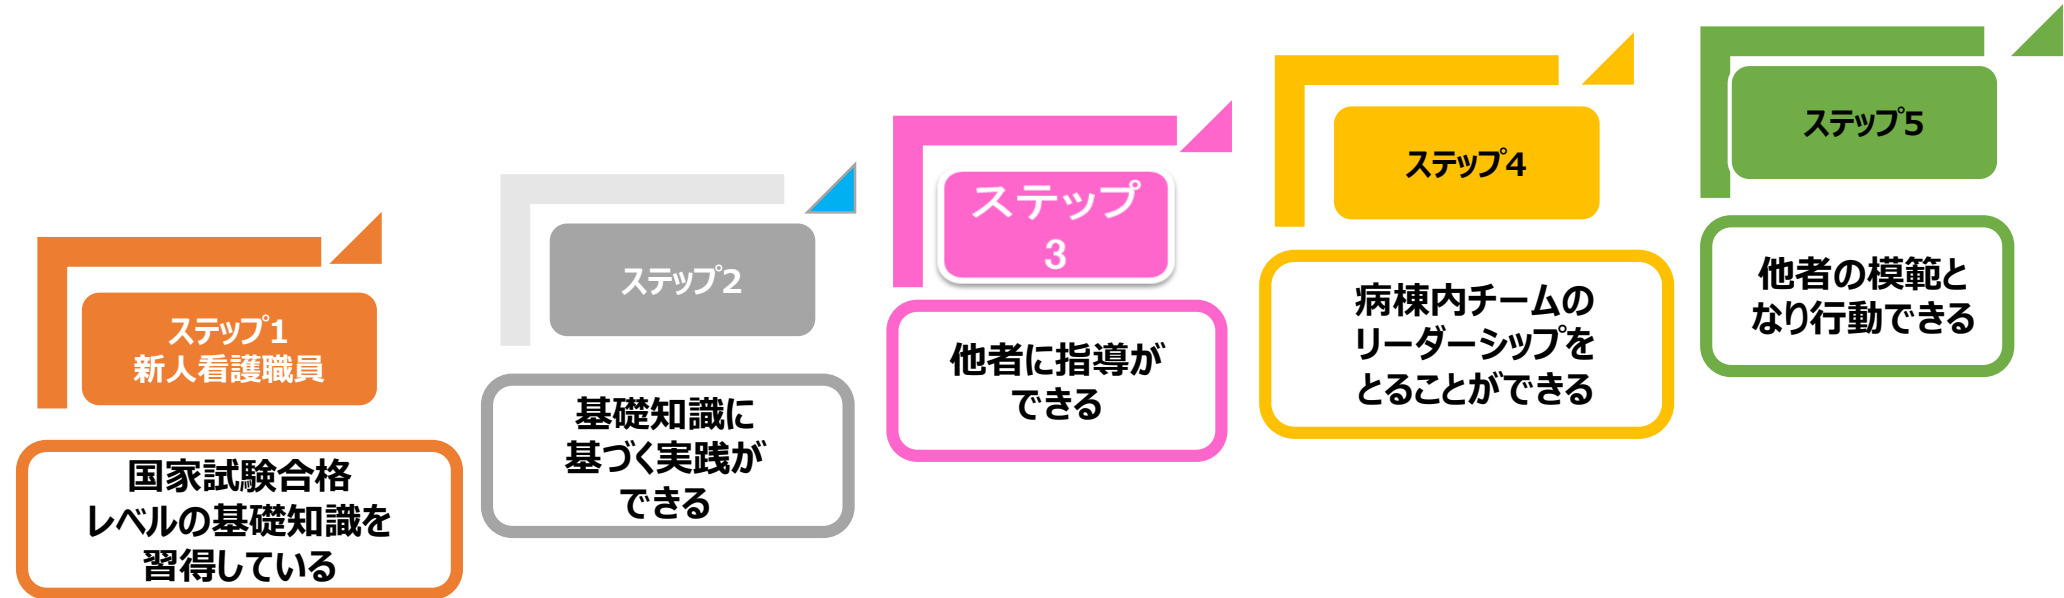 ステップ1
新人看護職員
国家試験合格
レベルの基礎知識を
習得している
ステップ2
基礎知識に
基づく実践が
できる
ステップ
3
他者に指導が
できる
ステップ4
病棟内チームの
リーダーシップを
とることができる
ステップ5
他者の模範と
なり行動できる